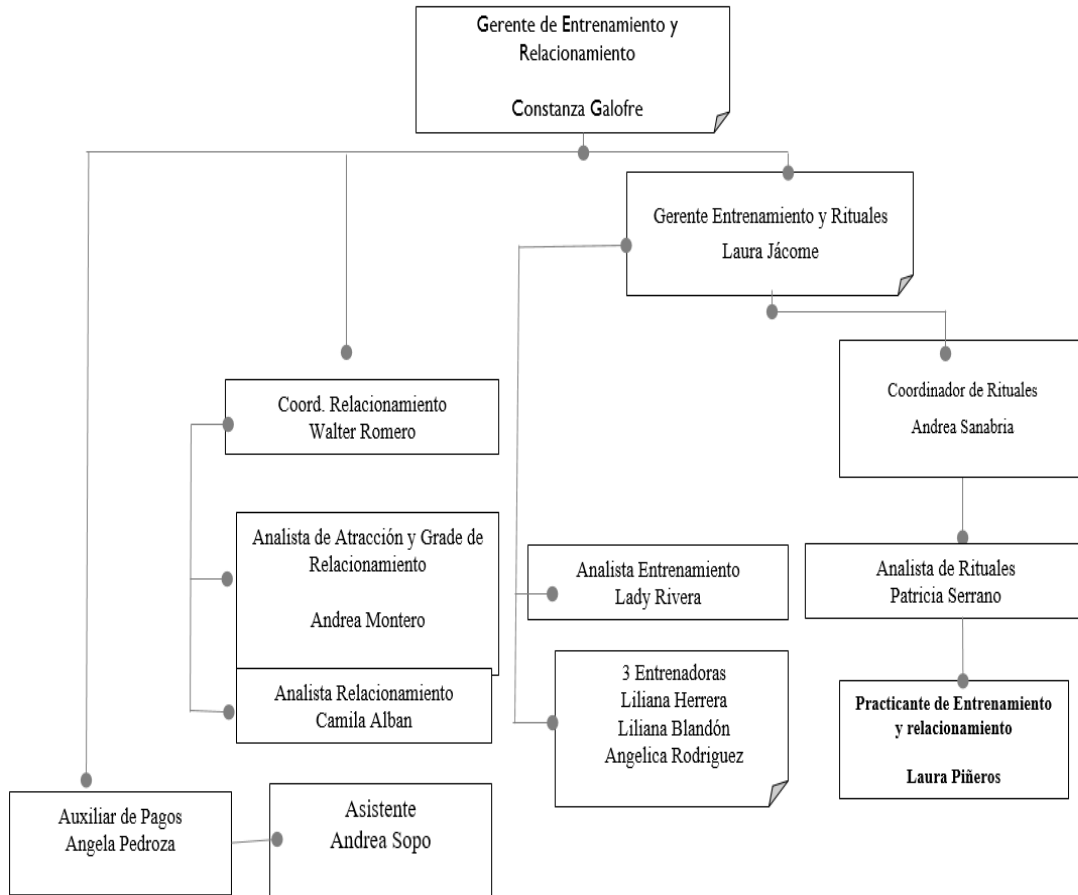 Gerente de Entrenamiento y
Relacionamiento
Constanza Galofre
Gerente Entrenamiento y Rituales
Laura Jácome
Coordinador de Rituales
Andrea Sanabria
Coord. Relacionamiento
Walter Romero
Analista de Atracción y Grade de
Relacionamiento
Andrea Montero
Analista Entrenamiento
Lady Rivera
Analista de Rituales
Patricia Serrano
Analista Relacionamiento
Camila Alban
3 Entrenadoras
Liliana Herrera
Liliana Blandón
Angelica Rodriguez
Practicante de Entrenamiento
y relacionamiento
Laura Piñeros
Auxiliar de Pagos
Angela Pedroza
Asistente
Andrea Sopo